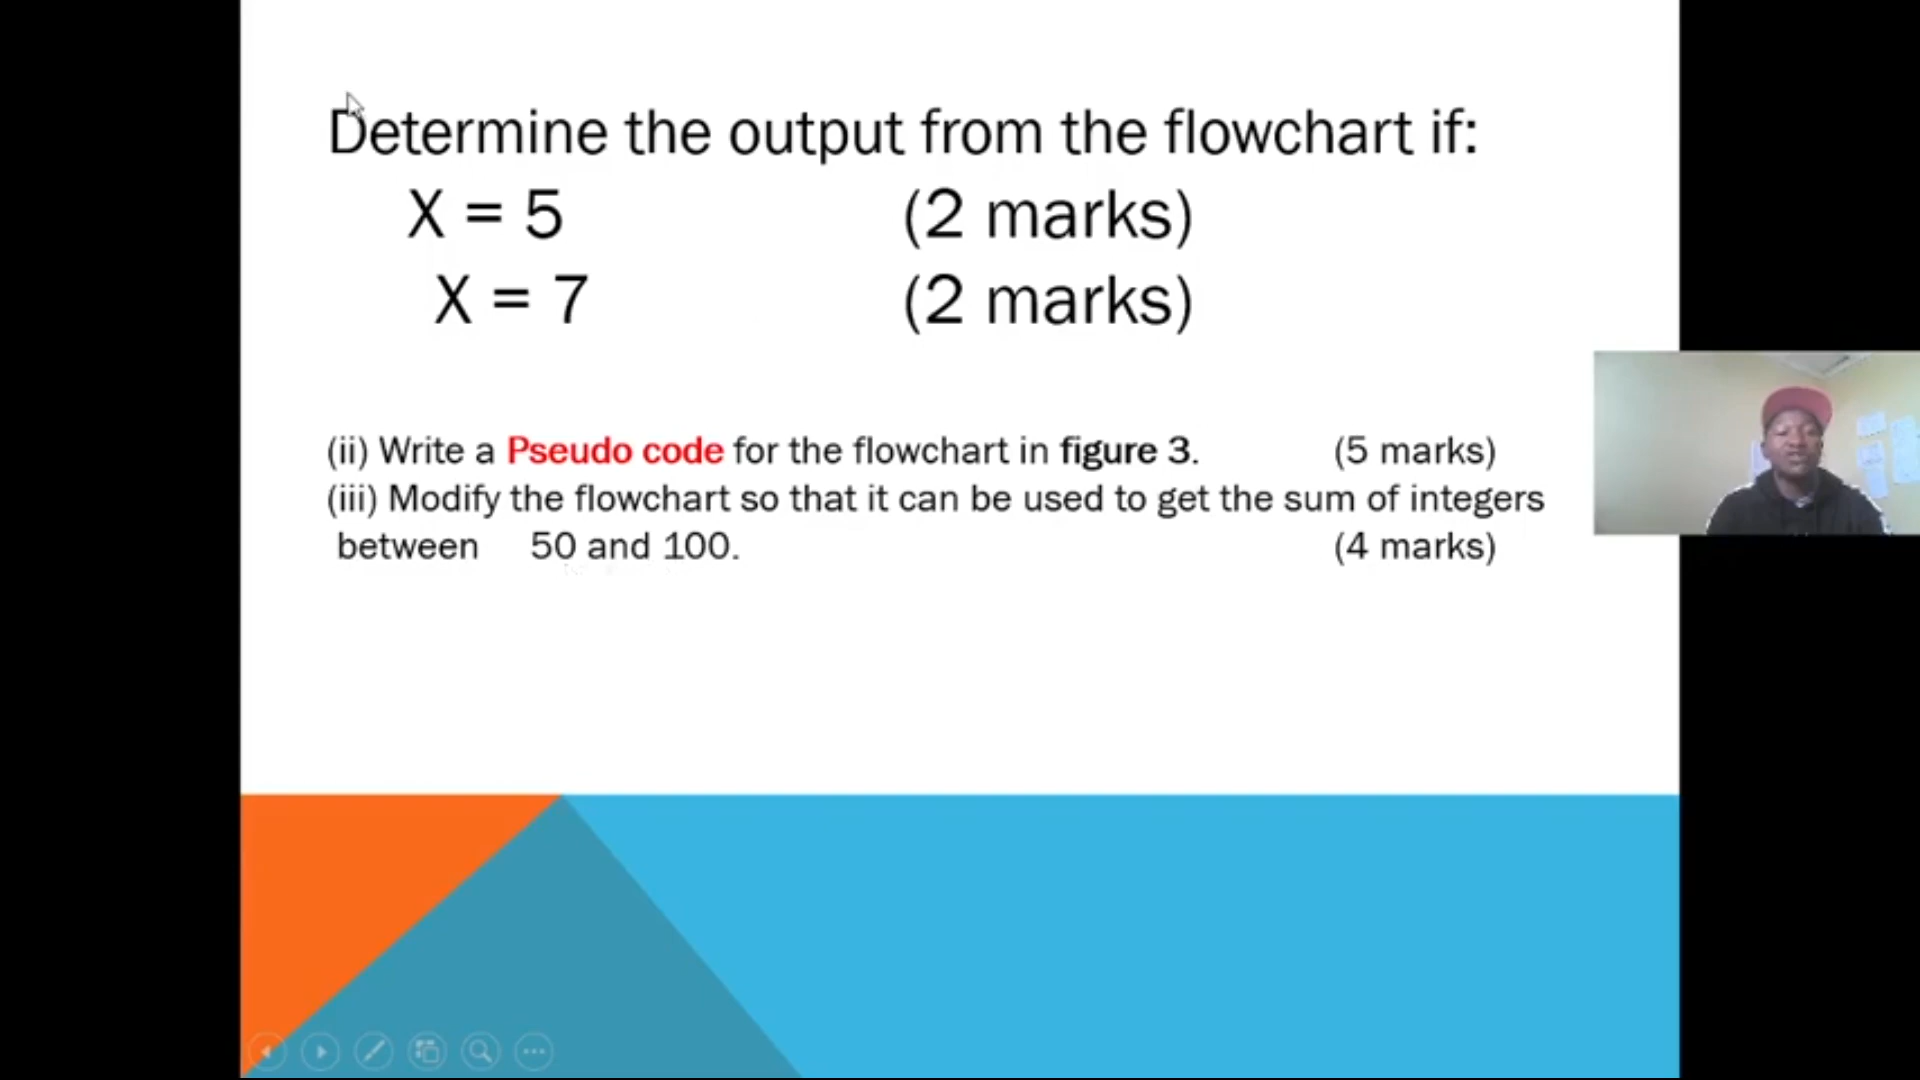 Determine the output from the flowchart if:
X = 5 (2 marks)
X = 7 (2 marks)
(ii) Write a Pseudo code for the flowchart in figure 3. (5 marks)
(iii) Modify the flowchart so that it can be used to get the sum of integers
between 50 and 100. (4 marks)